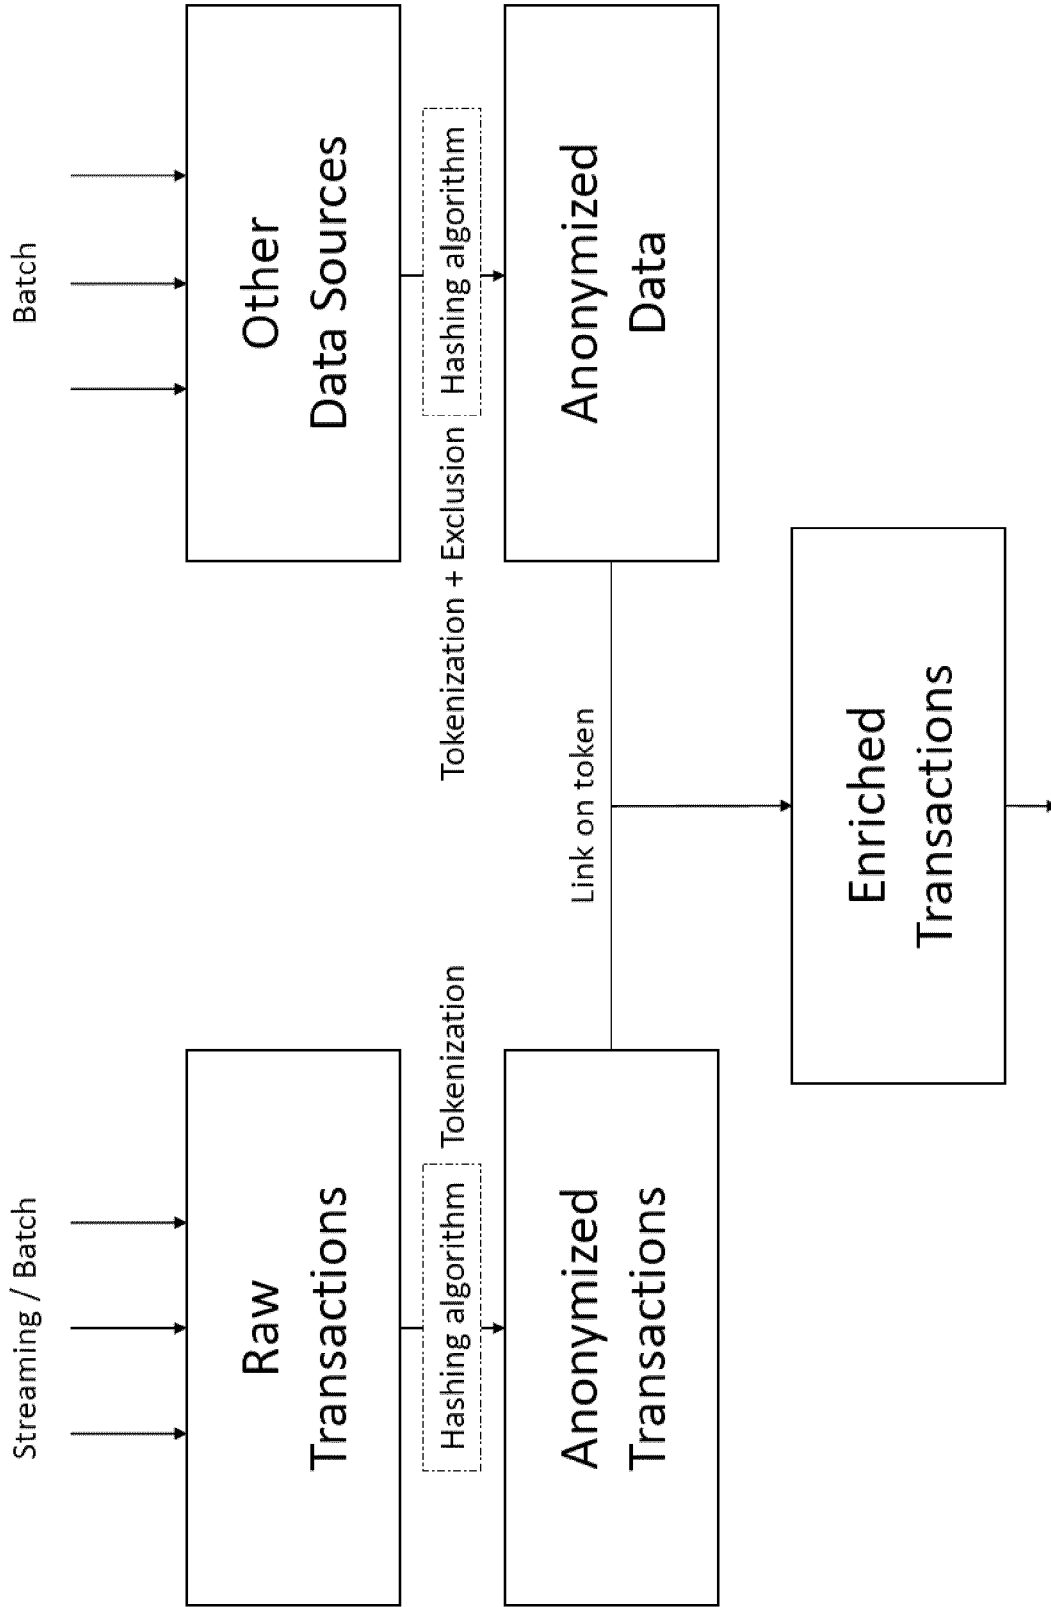 Streaming / Batch
Batch
Raw
Transactions
Other
Data Sources
Hashing algorithm
Tokenization
Tokenization + Exclusion
Hashing algorithm
Anonymized
Transactions
Link on token
Anonymized
Data
Enriched
Transactions